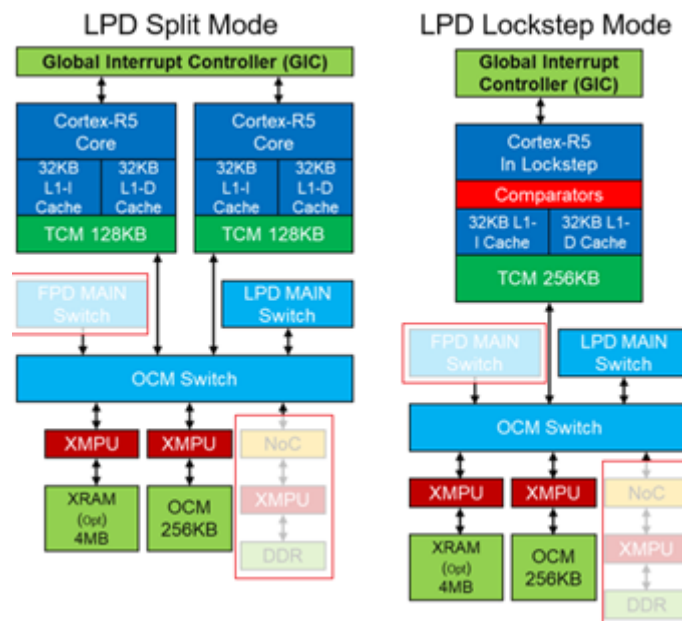 LPD Split Mode
Global Interrupt Controller (GIC)
Cortex-R5
Core
32KB
L1-I
Cache
32KB
L1-D
Cache
TCM 128KB
Cortex-R5
Core
32KB
L1-I
Cache
32KB
L1-D
Cache
TCM 128KB
FPD MAIN
Switch
LPD MAIN
Switch
OCM Switch
XMPU
XMPU
NoC
XRAM
(Opt)
4MB
OCM
256KB
XMPU
DDR
LPD Lockstep Mode
Global Interrupt
Controller (GIC)
Cortex-R5
In Lockstep
Comparators
32KB L1-
I Cache
32KB L1-
D Cache
TCM 256KB
FPD MAIN
Switch
LPD MAIN
Switch
OCM Switch
XMPU
XMPU
NoC
XRAM
(Opt)
4MB
OCM
256KB
XMPU
DDR